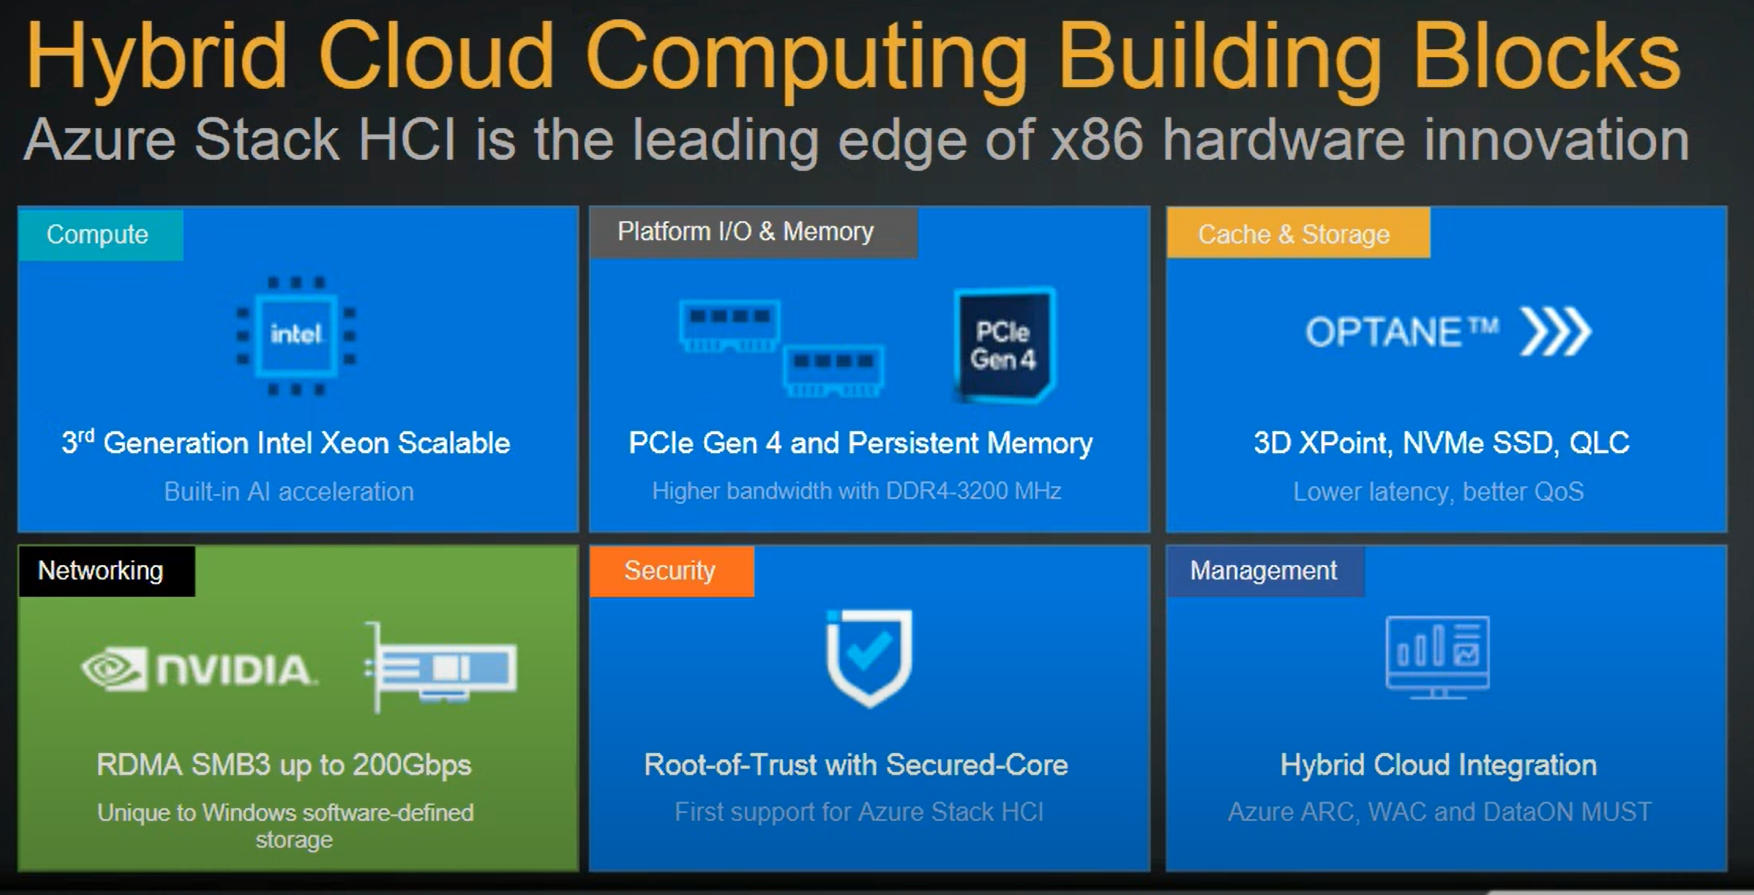 Hybrid Cloud Computing Building Blocks
Azure Stack HCI is the leading edge of x86 hardware innovation
Compute
intel
3rd Generation Intel Xeon Scalable
Built-in AI acceleration
Platform I/O & Memory
PCIe
Gen 4
PCIe Gen 4 and Persistent Memory
Higher bandwidth with DDR4-3200 MHz
Cache & Storage
OPTANE™
3D XPoint, NVMe SSD, QLC
Lower latency, better QoS
Networking
NVIDIA.
RDMA SMB3 up to 200Gbps
Unique to Windows software-defined
storage
Security
Root-of-Trust with Secured-Core
First support for Azure Stack HCI
Management
Hybrid Cloud Integration
Azure ARC, WAC and DataON MUST